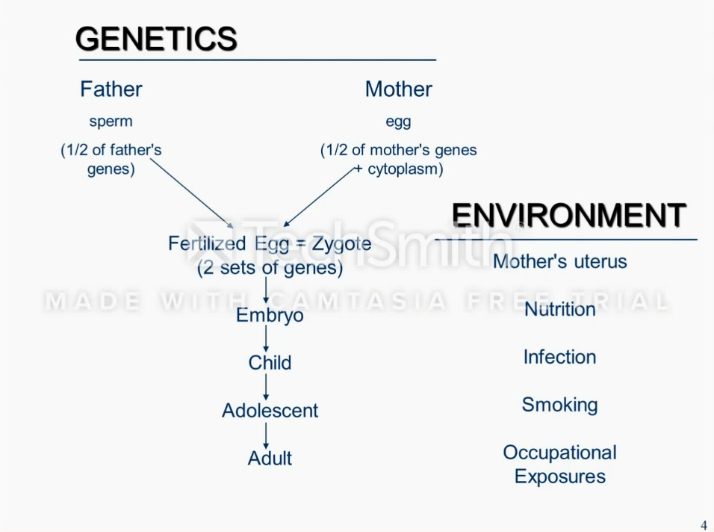 GENETICS
Father
Mother
sperm
egg
(1/2 of father's
genes)
(1/2 of mother's genes
+ cytoplasm)
ENVIRONMENT
Fertilized Egg = Zygote
(2 sets of genes)
Mother's uterus
TechSmith
MADE WITH CAMTASIA FREE TRIAL
Embryo
Nutrition
Child
Infection
Adolescent
Smoking
Adult
Occupational
Exposures
4